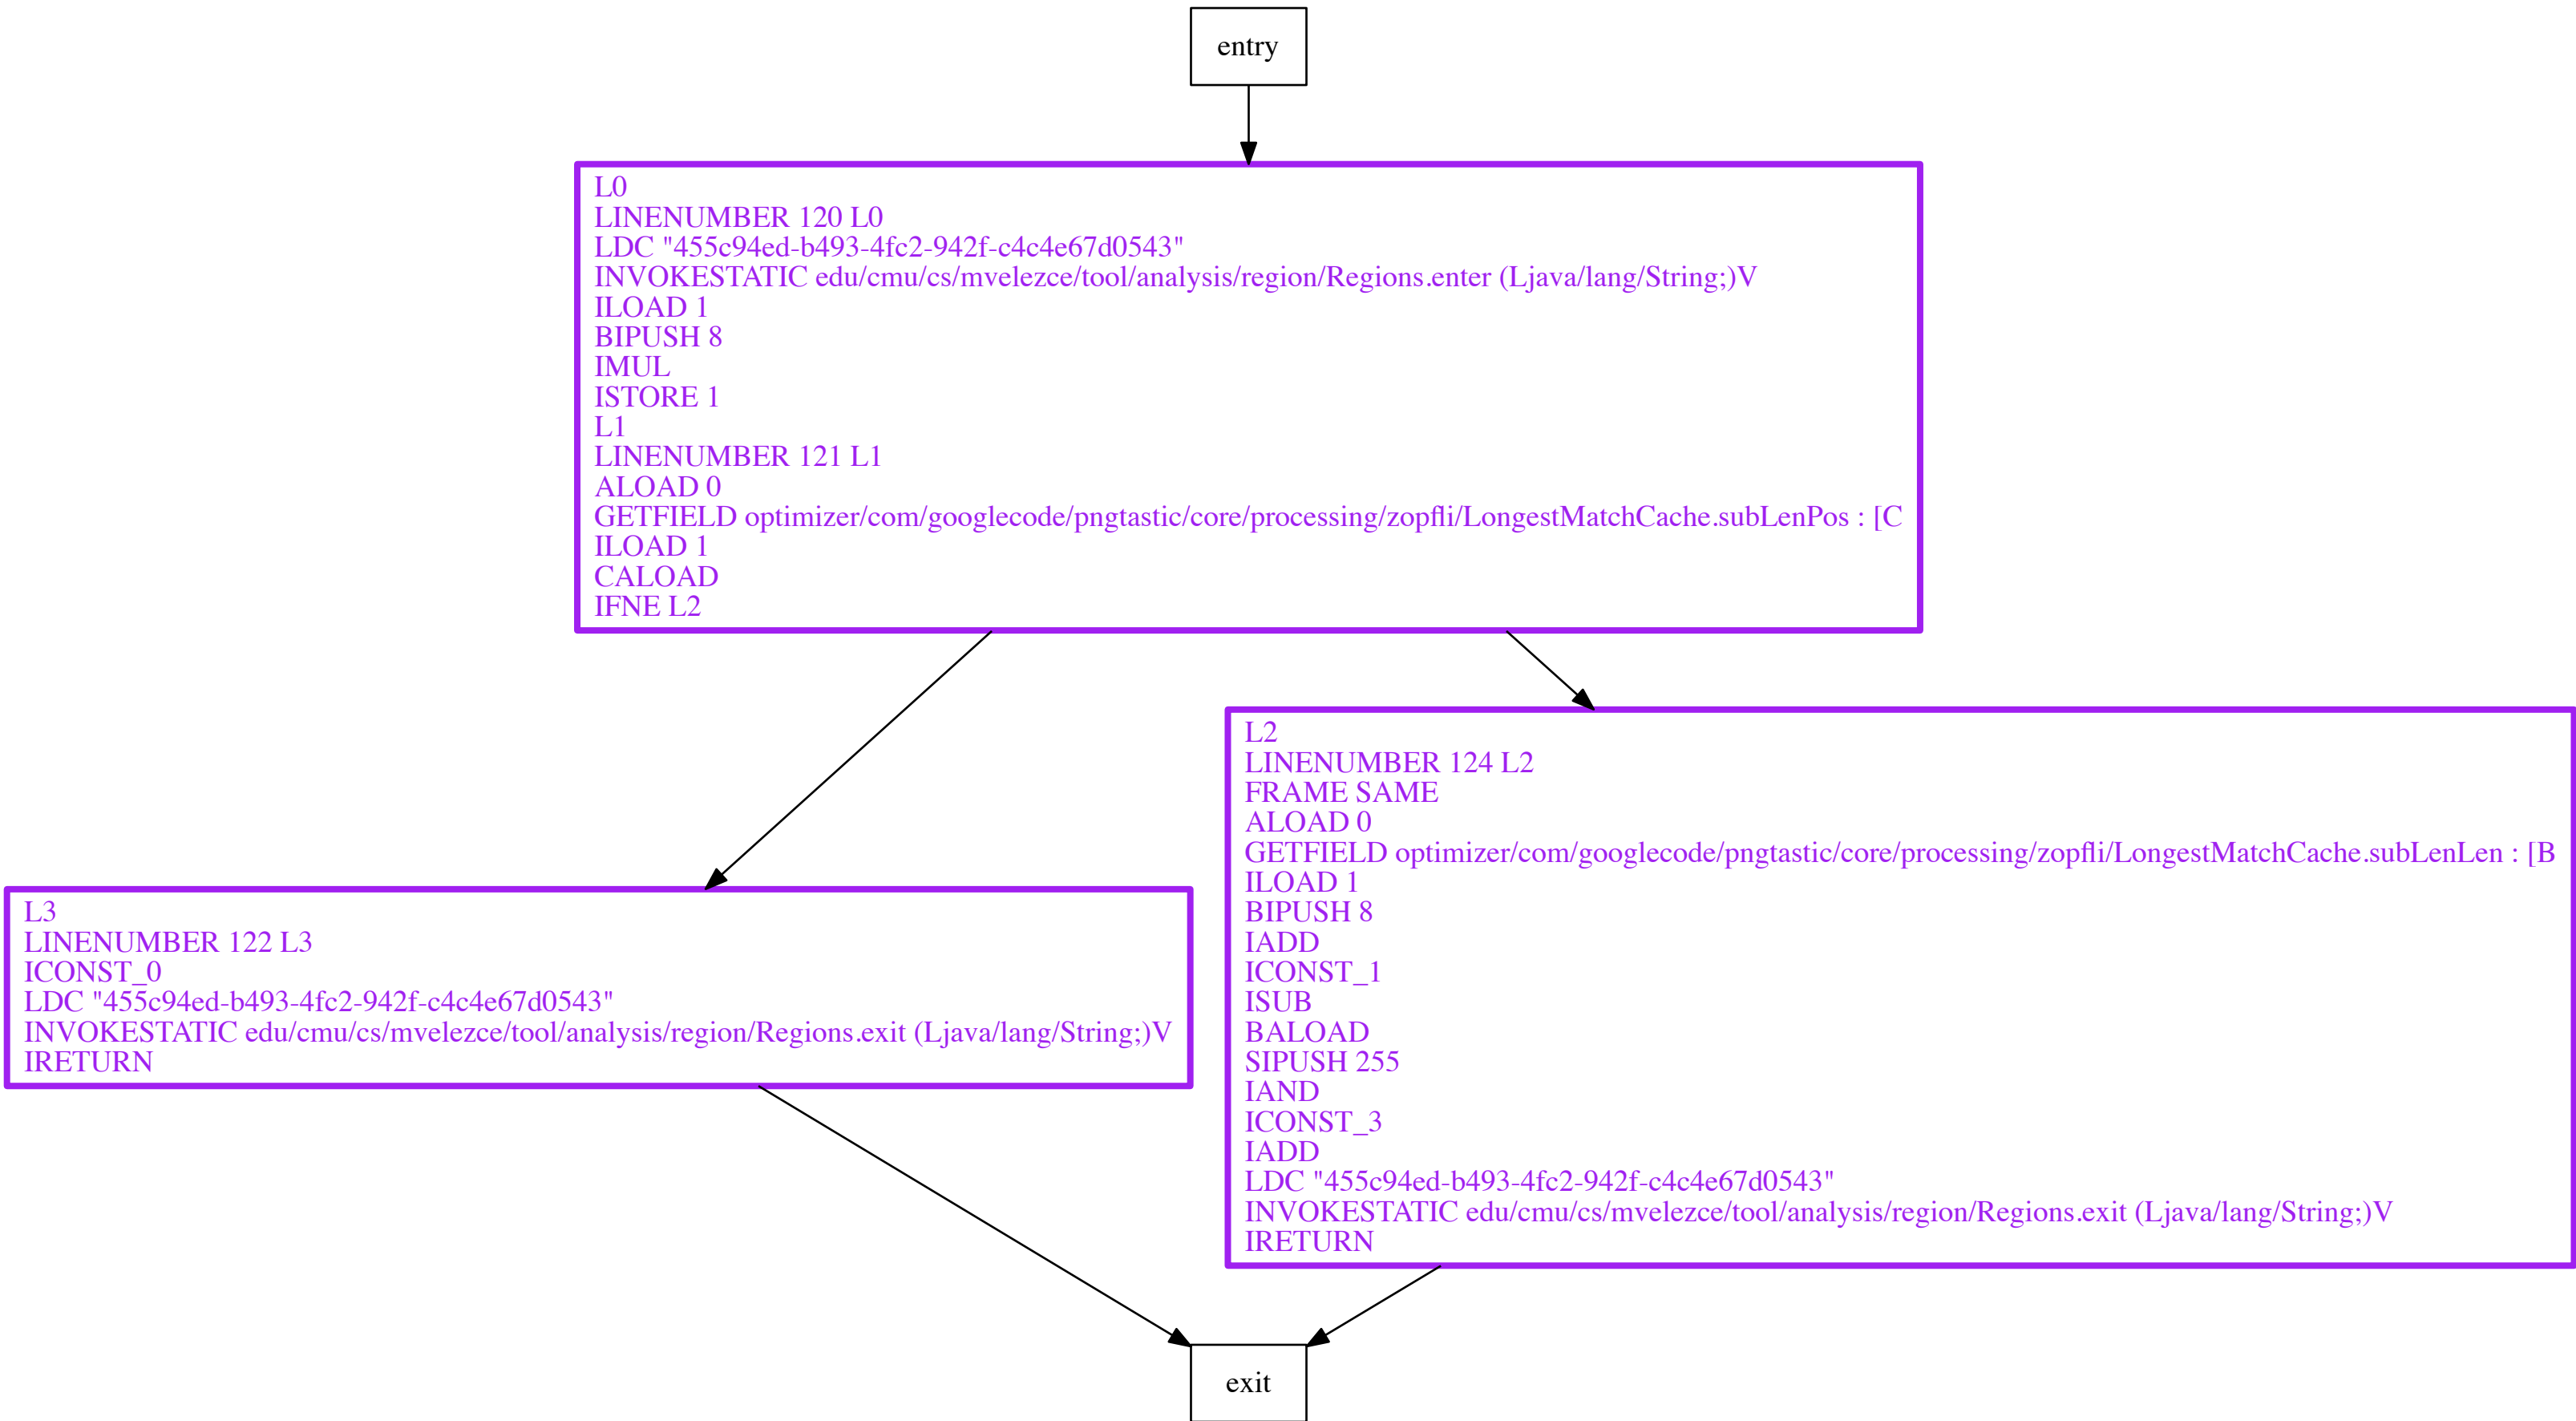 entry
L0
LINENUMBER 120 L0
LDC "455c94ed-b493-4fc2-942f-c4c4e67d0543"
INVOKESTATIC edu/cmu/cs/mvelezce/tool/analysis/region/Regions.enter (Ljava/lang/String;)V
ILOAD 1
BIPUSH 8
IMUL
ISTORE 1
L1
LINENUMBER 121 L1
ALOAD 0
GETFIELD optimizer/com/googlecode/pngtastic/core/processing/zopfli/LongestMatchCache.subLenPos : [C
ILOAD 1
CALOAD
IFNE L2
L3
LINENUMBER 122 L3
ICONST_0
LDC "455c94ed-b493-4fc2-942f-c4c4e67d0543"
INVOKESTATIC edu/cmu/cs/mvelezce/tool/analysis/region/Regions.exit (Ljava/lang/String;)V
IRETURN
L2
LINENUMBER 124 L2
FRAME SAME
ALOAD 0
GETFIELD optimizer/com/googlecode/pngtastic/core/processing/zopfli/LongestMatchCache.subLenLen : [B
ILOAD 1
BIPUSH 8
IADD
ICONST_1
ISUB
BALOAD
SIPUSH 255
IAND
ICONST_3
IADD
LDC "455c94ed-b493-4fc2-942f-c4c4e67d0543"
INVOKESTATIC edu/cmu/cs/mvelezce/tool/analysis/region/Regions.exit (Ljava/lang/String;)V
IRETURN
exit